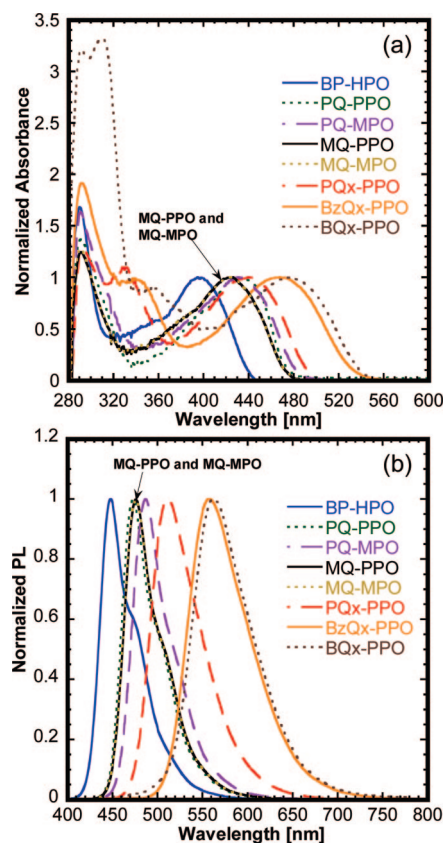 (a)
3.5
3
2.5
2
1.5
1
0.5
0
Normalized Absorbance
BP-HPO
PQ-PPO
PQ-MPO
MQ-PPO
MQ-MPO
PQx-PPO
BzQx-PPO
BQx-PPO
MQ-PPO and
MQ-MPO
280 320 360 400 440 480 520 560 600
Wavelength [nm]
(b)
1.2
1
0.8
0.6
0.4
0.2
0
Normalized PL
MQ-PPO and MQ-MPO
BP-HPO
PQ-PPO
PQ-MPO
MQ-PPO
MQ-MPO
PQx-PPO
BzQx-PPO
BQx-PPO
400 450 500 550 600 650 700 750 800
Wavelength [nm]